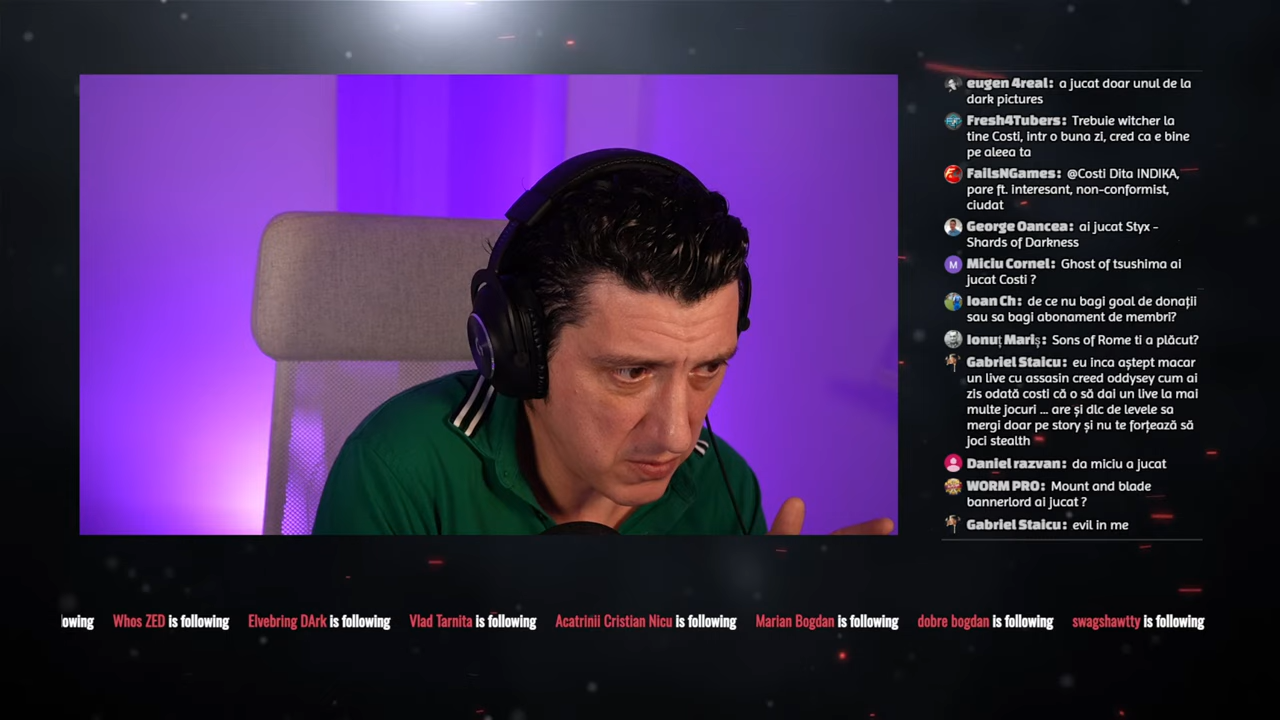 eugen 4real: a jucat doar unul de la
dark pictures
Fresh4Tubers: Trebuie witcher la
tine Costi, intr o buna zi, cred ca e bine
pe aleea ta
FailsNGames: @Costi Dita INDIKA,
pare ft. interesant, non-conformist,
ciudat
George Oancea: ai jucat Styx -
Shards of Darkness
M
Miciu Cornel: Ghost of tsushima ai
jucat Costi ?
Ioan Ch: de ce nu bagi goal de donații
sau sa bagi abonament de membri?
Ionuț Mariș: Sons of Rome ti a plăcut?
Gabriel Staicu: eu inca aștept macar
un live cu assasin creed oddysey cum ai
zis odată costi că o să dai un live la mai
multe jocuri ... are și dlc de levele sa
mergi doar pe story și nu te forțează să
joci stealth
Daniel razvan: da miciu a jucat
WORM PRO: Mount and blade
bannerlord ai jucat ?
Gabriel Staicu: evil in me
owing Whos ZED is following Elvebring DArk is following Vlad Tarnita is following Acatrinii Cristian Nicu is following Marian Bogdan is following dobre bogdan is following swagshawtty is following